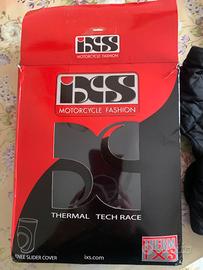 iXS
MOTORCYCLE FASHION
iXS
MOTORCYCLE FASHION
THERMAL TECH RACE
KNEE SLIDER COVER
ixs.com